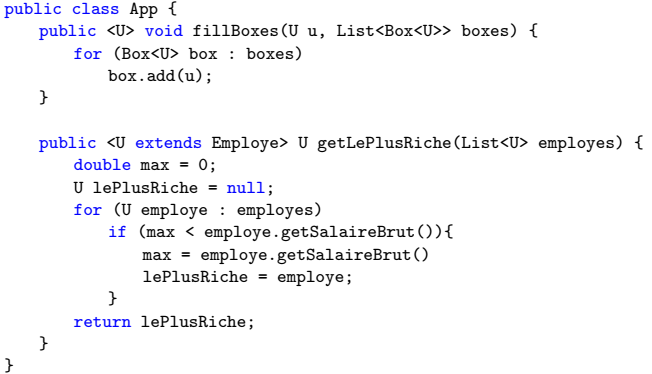 public class App {
    public <U> void fillBoxes(U u, List<Box<U>> boxes) {
        for (Box<U> box : boxes)
            box.add(u);
    }

    public <U extends Employe> U getLePlusRiche(List<U> employes) {
        double max = 0;
        U lePlusRiche = null;
        for (U employe : employes)
            if (max < employe.getSalaireBrut()){
                max = employe.getSalaireBrut()
                lePlusRiche = employe;
            }
        return lePlusRiche;
    }
}